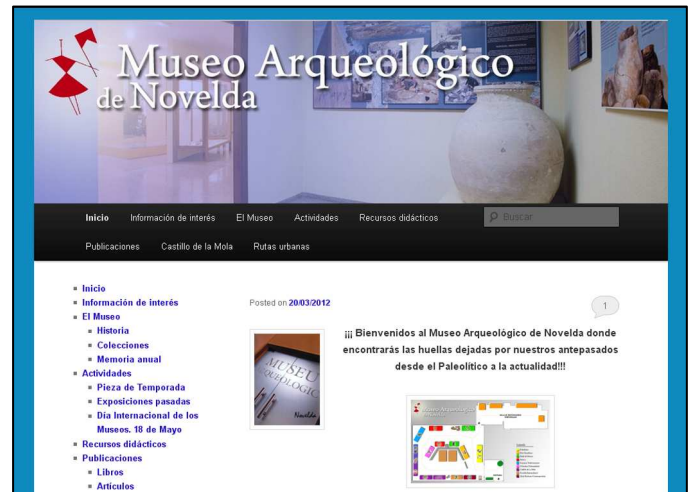 Museo Arqueológico
de Novelda
Inicio Información de interés El Museo Actividades Recursos didácticos Buscar
Publicaciones Castillo de la Mola Rutas urbanas
Inicio
Información de interés
El Museo
Historia
Colecciones
Memoria anual
Actividades
Pieza de Temporada
Exposiciones pasadas
Día Internacional de los
Museos. 18 de Mayo
Recursos didácticos
Publicaciones
Libros
Artículos
Posted on 20/03/2012
1
MUSEU
Novelda
¡¡¡ Bienvenidos al Museo Arqueológico de Novelda donde
encontrarás las huellas dejadas por nuestros antepasados
desde el Paleolítico a la actualidad!!!
Museo Arqueológico